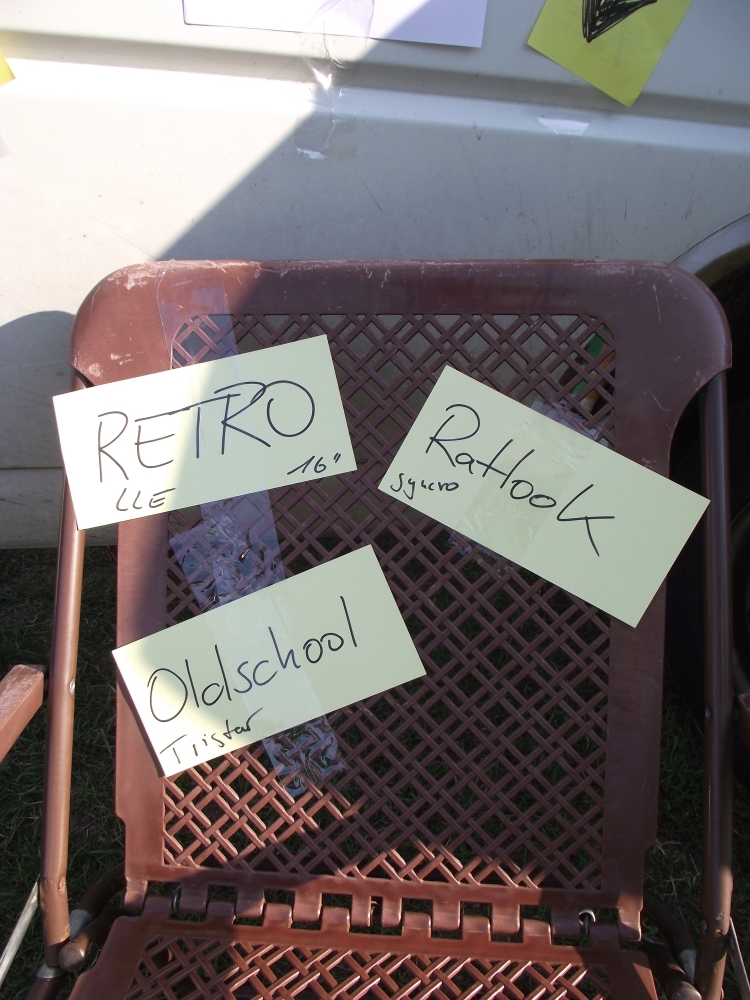 RETRO
LLE 16"
Ratlook
syncro
Oldschool
Tristar